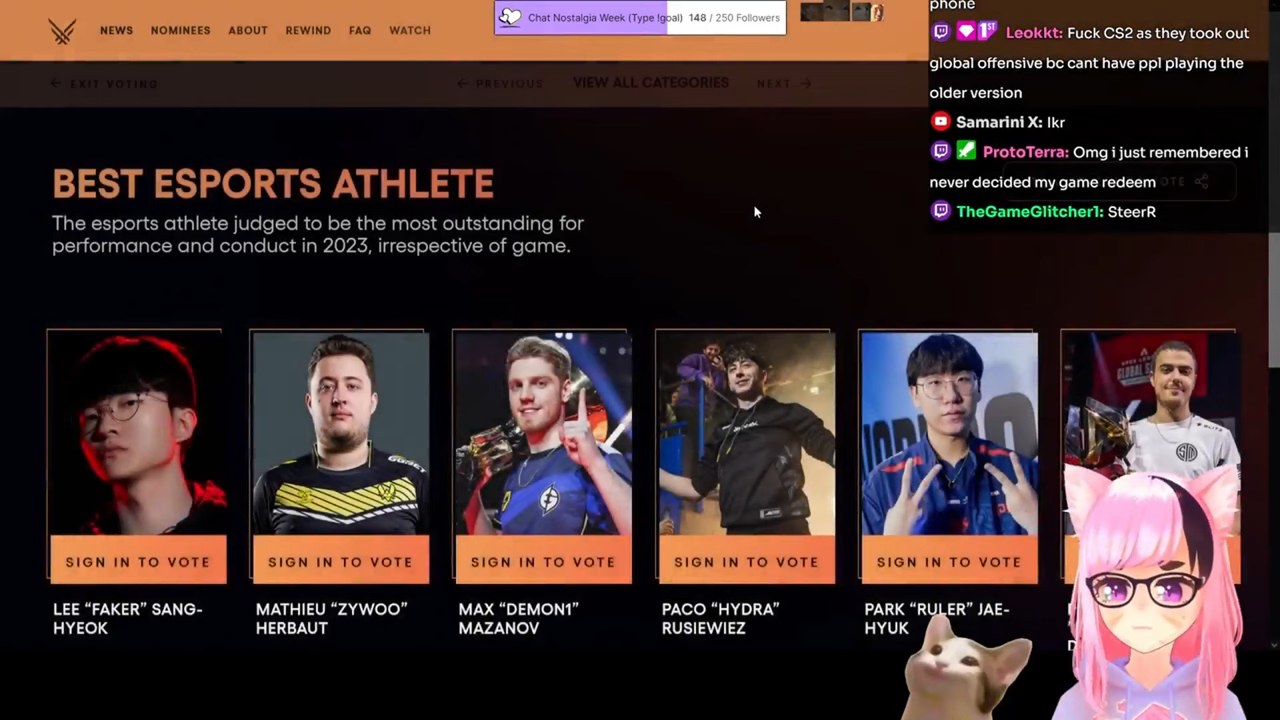 Chat Nostalgia Week (Type !goal) 148 / 250 Followers
NEWS NOMINEES ABOUT REWIND FAQ WATCH
← EXIT VOTING ← PREVIOUS VIEW ALL CATEGORIES NEXT →
phone
Leokkt: Fuck CS2 as they took out
global offensive bc cant have ppl playing the
older version
Samarini X: Ikr
ProtoTerra: Omg i just remembered i
never decided my game redeem
TheGameGlitcher1: SteerR
BEST ESPORTS ATHLETE
The esports athlete judged to be the most outstanding for
performance and conduct in 2023, irrespective of game.
SIGN IN TO VOTE SIGN IN TO VOTE SIGN IN TO VOTE SIGN IN TO VOTE SIGN IN TO VOTE
LEE “FAKER” SANG-
HYEOK
MATHIEU “ZYWOO”
HERBAUT
MAX “DEMON1”
MAZANOV
PACO “HYDRA”
RUSIEWIEZ
PARK “RULER” JAE-
HYUK